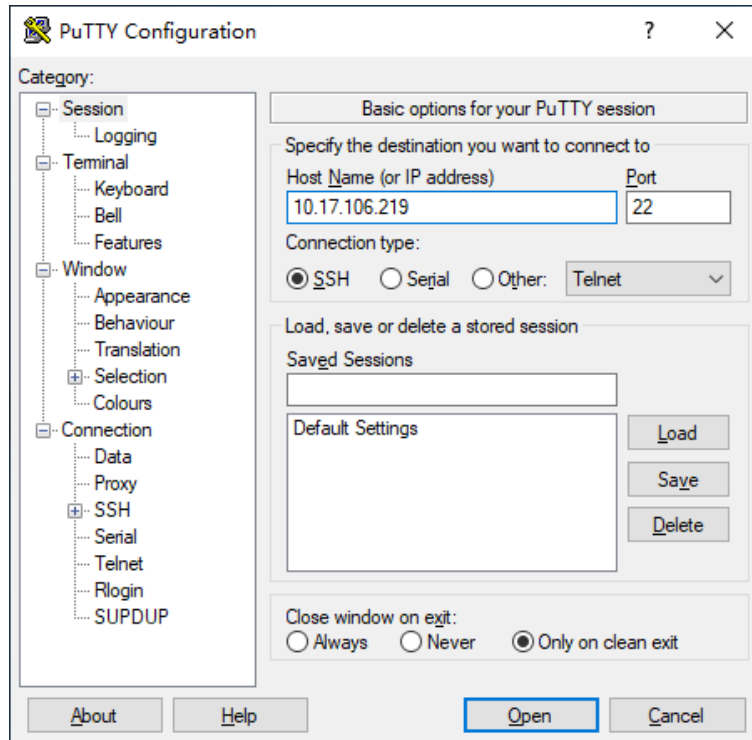 PuTTY Configuration
?
Category:
Session
Logging
Terminal
Keyboard
Bell
Features
Window
Appearance
Behaviour
Translation
Selection
Colours
Connection
Data
Proxy
SSH
Serial
Telnet
Rlogin
SUPDUP
Basic options for your PuTTY session
Specify the destination you want to connect to
Host Name (or IP address) Port
10.17.106.219 22
Connection type:
SSH Serial Other: Telnet
Load, save or delete a stored session
Saved Sessions
Default Settings
Load
Save
Delete
Close window on exit:
Always Never Only on clean exit
About Help Open Cancel